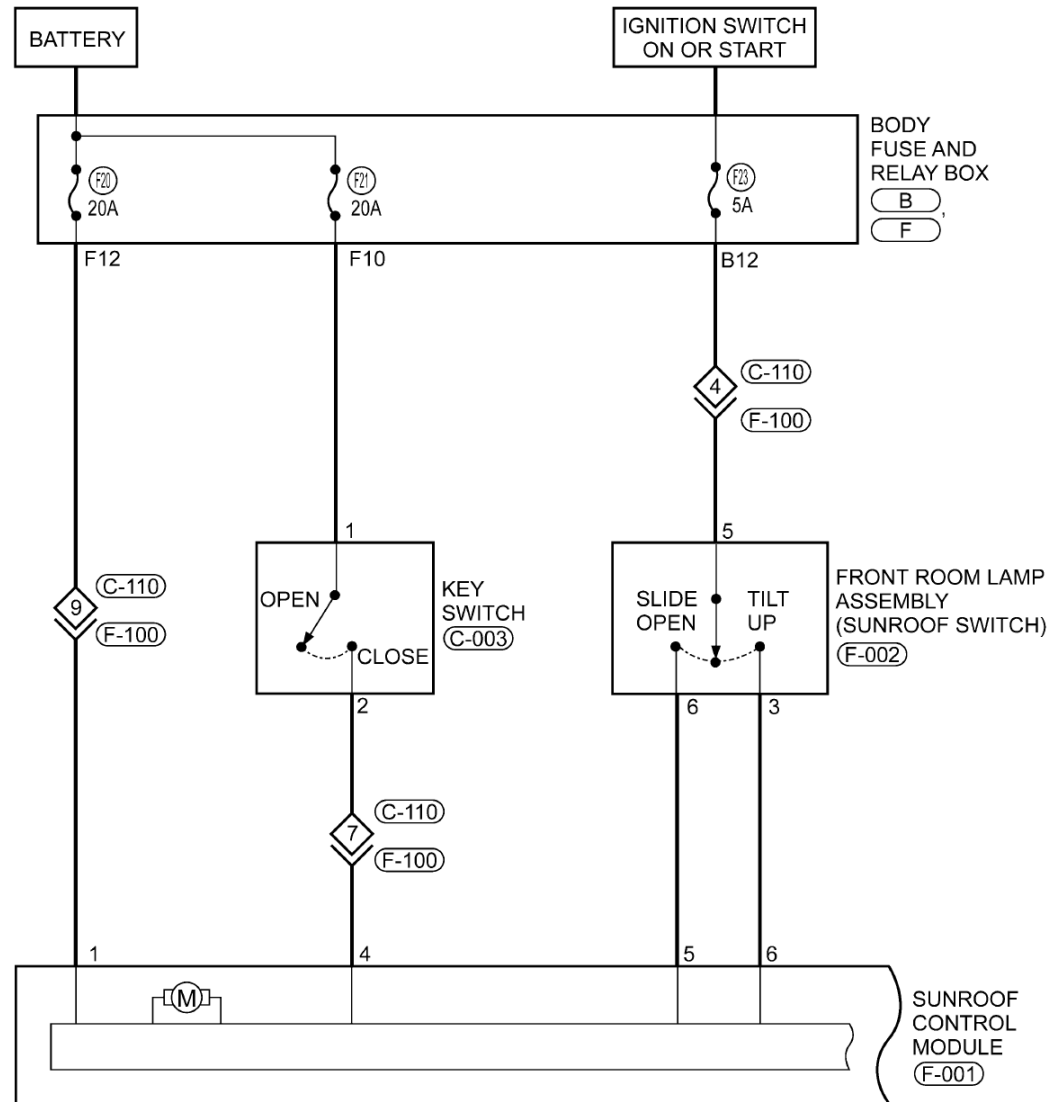 BATTERY
IGNITION SWITCH
ON OR START
BODY
FUSE AND
RELAY BOX
B
,
F
F20
20A
F21
20A
F23
5A
F12
F10
B12
4
C-110
F-100
1
5
9
C-110
F-100
OPEN
CLOSE
KEY
SWITCH
C-003
SLIDE
OPEN
TILT
UP
FRONT ROOM LAMP
ASSEMBLY
(SUNROOF SWITCH)
F-002
2
6
3
7
C-110
F-100
1
4
5
6
M
SUNROOF
CONTROL
MODULE
F-001